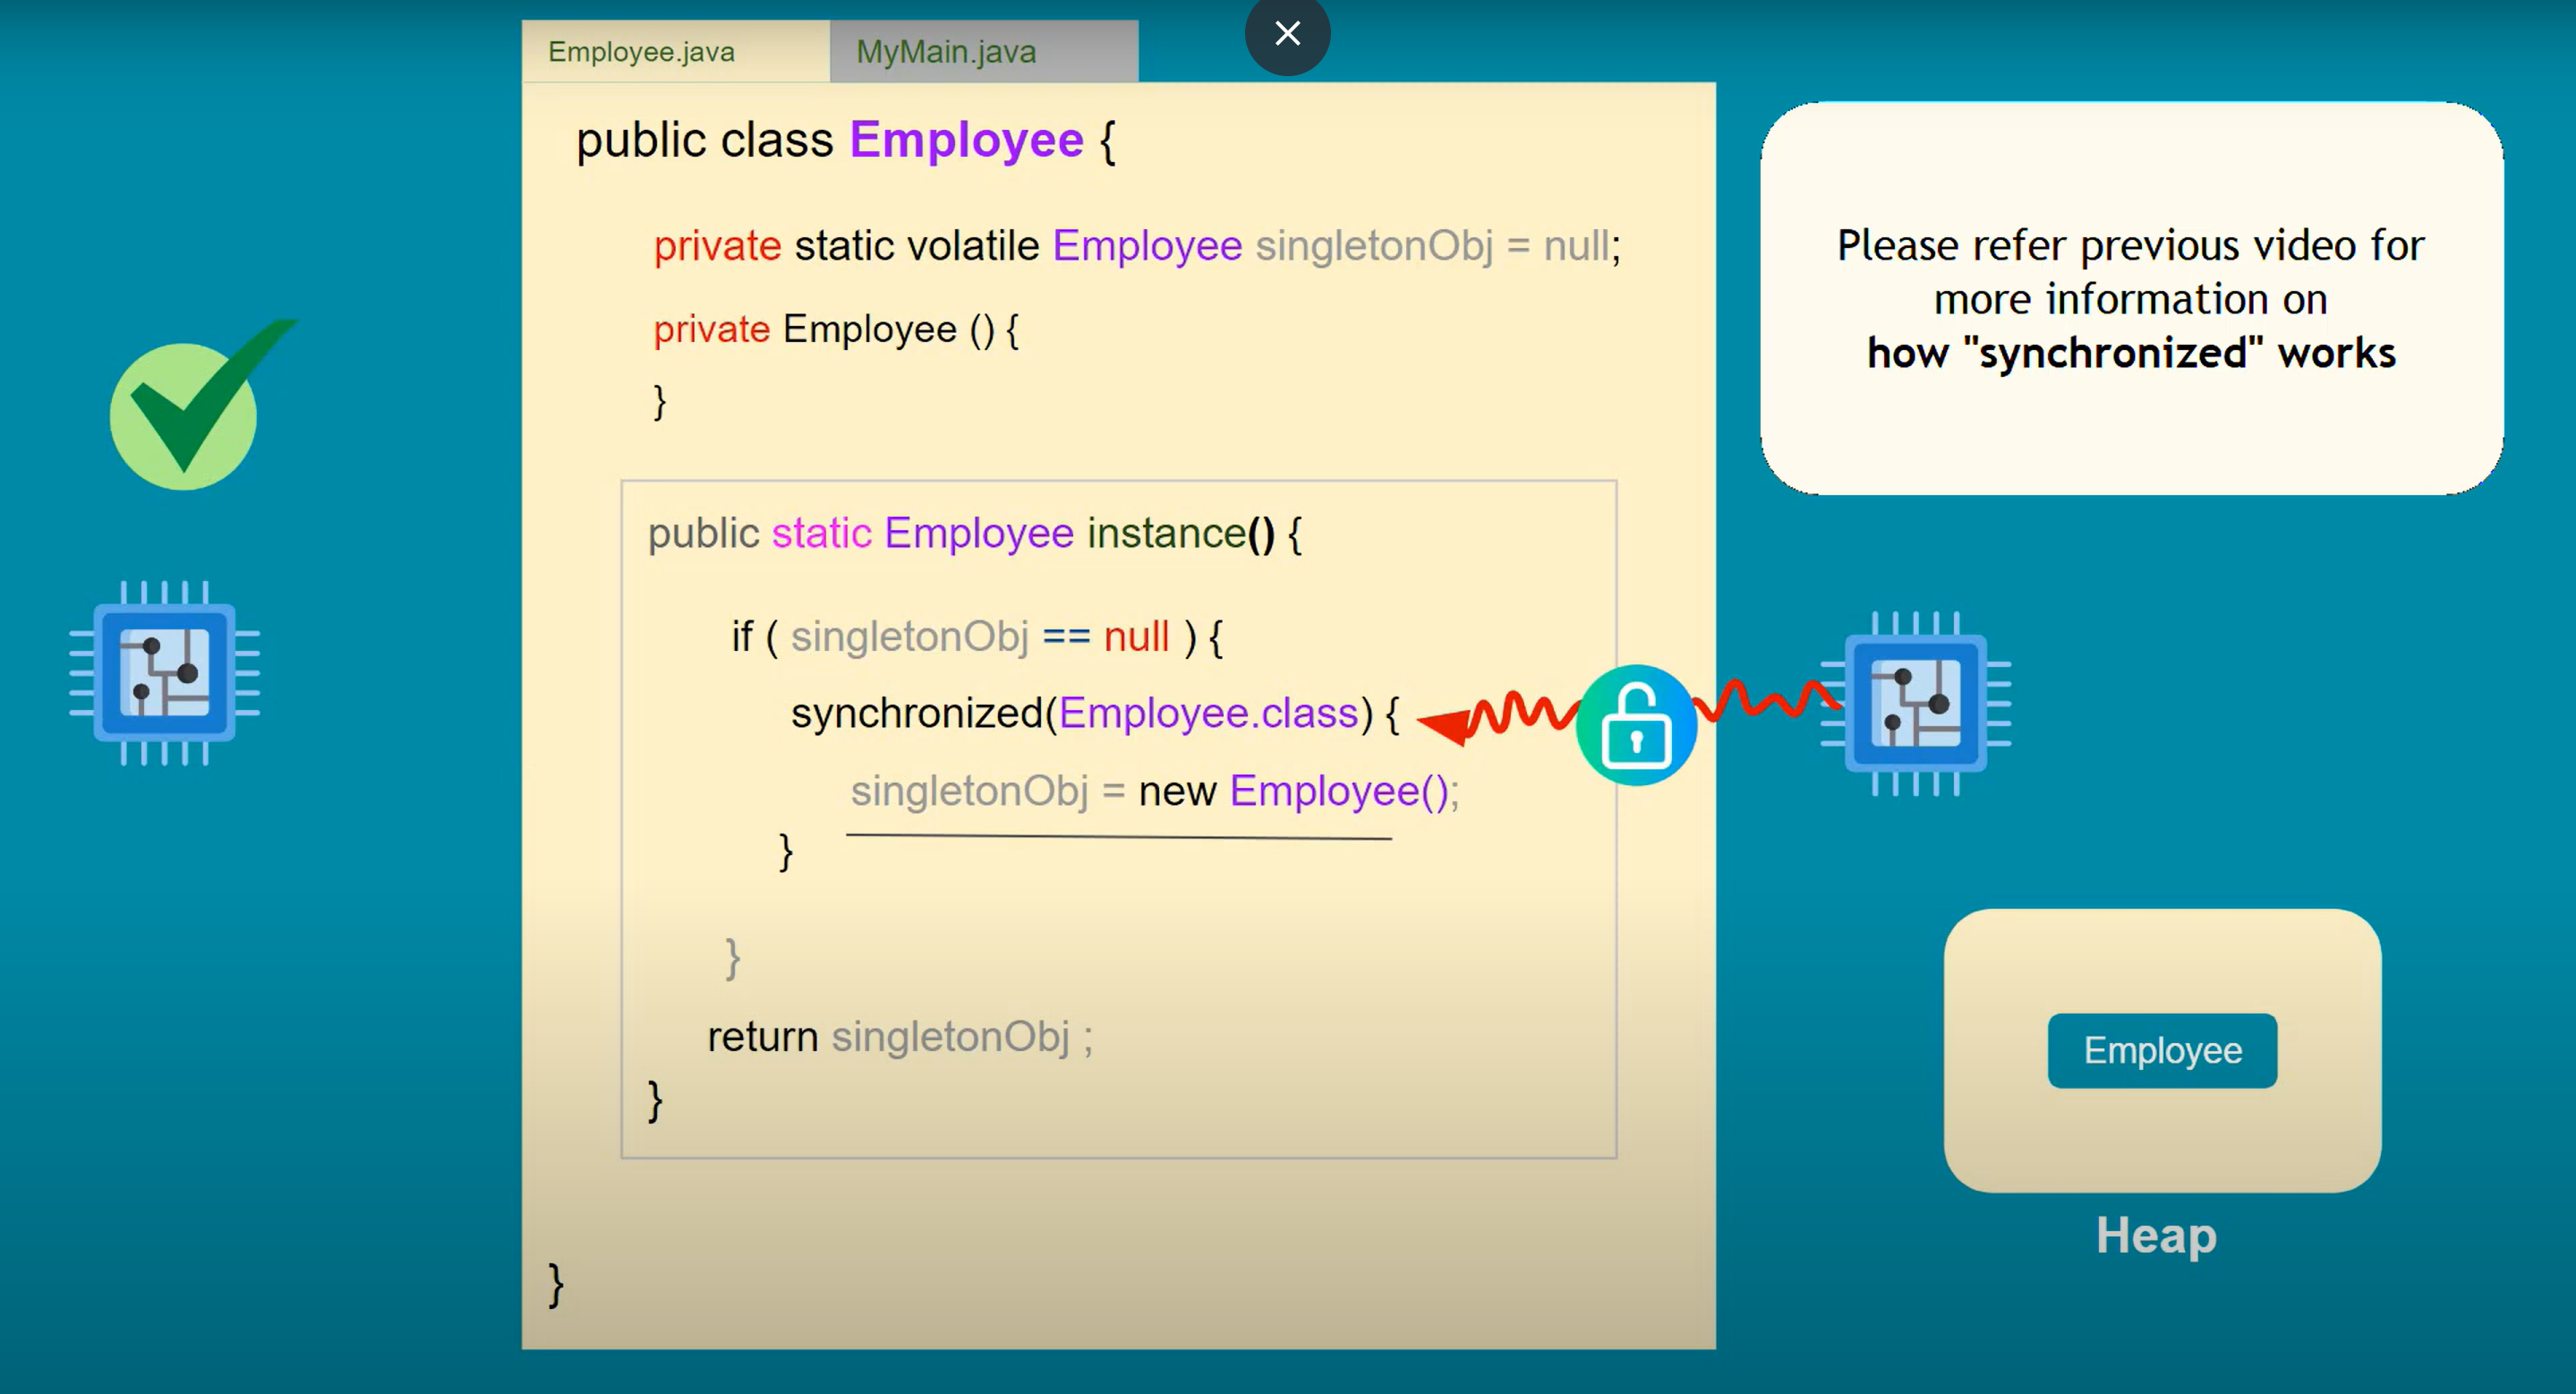 Employee.java
MyMain.java
public class Employee {
private static volatile Employee singletonObj = null;
private Employee () {
}
public static Employee instance() {
if ( singletonObj == null ) {
synchronized(Employee.class) {
singletonObj = new Employee();
}
}
return singletonObj ;
}
}
Please refer previous video for
more information on
how "synchronized" works
Employee
Heap